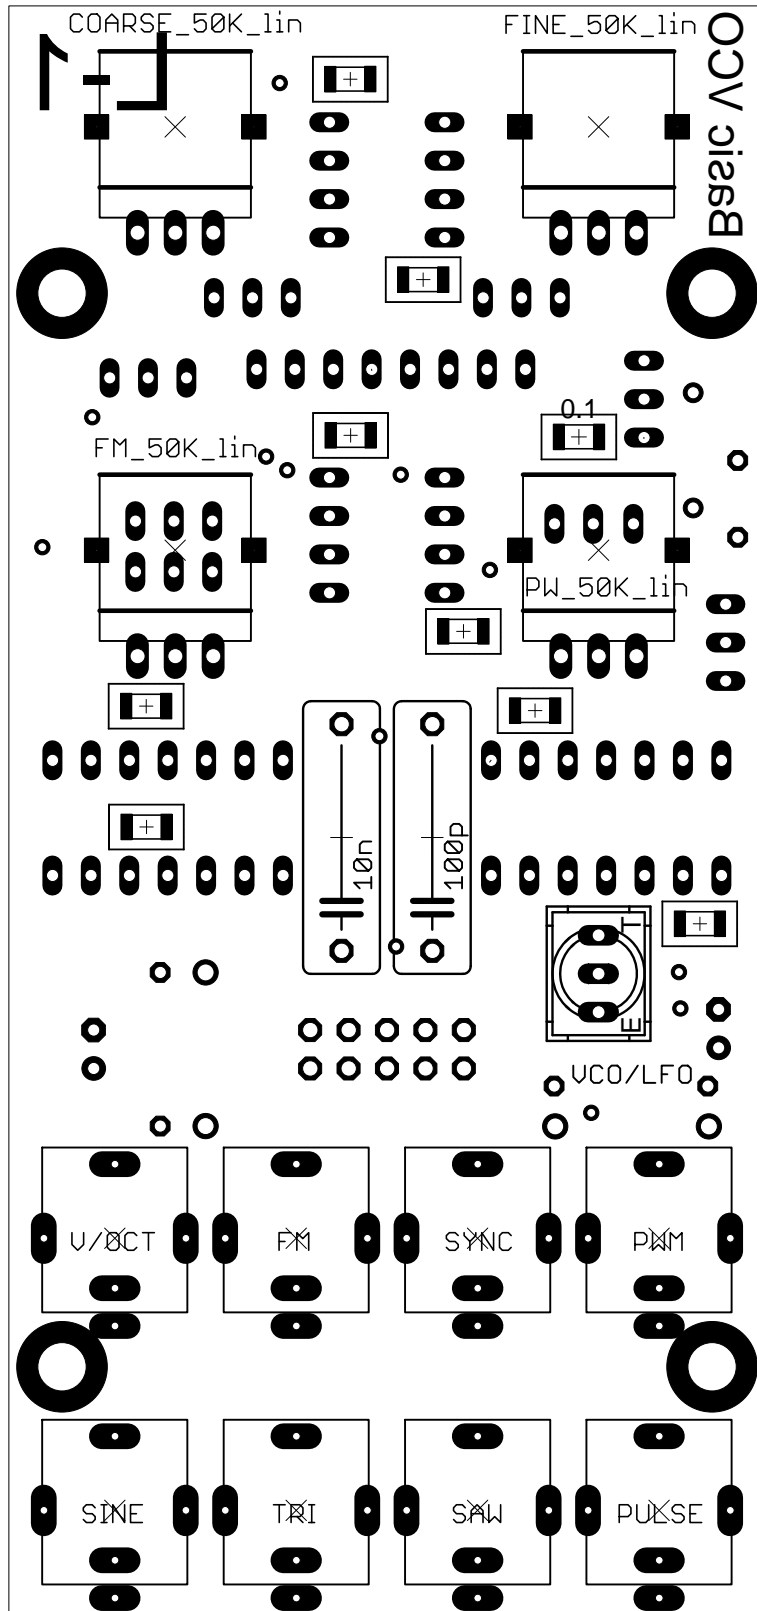 COARSE_50K_lin
FINE_50K_lin
Basic VCO
0.1
FM_50K_lin
PW_50K_lin
10n
100p
T
E
VCO/LFO
V/OCT
FM
SYNC
PWM
SINE
TRI
SAW
PULSE